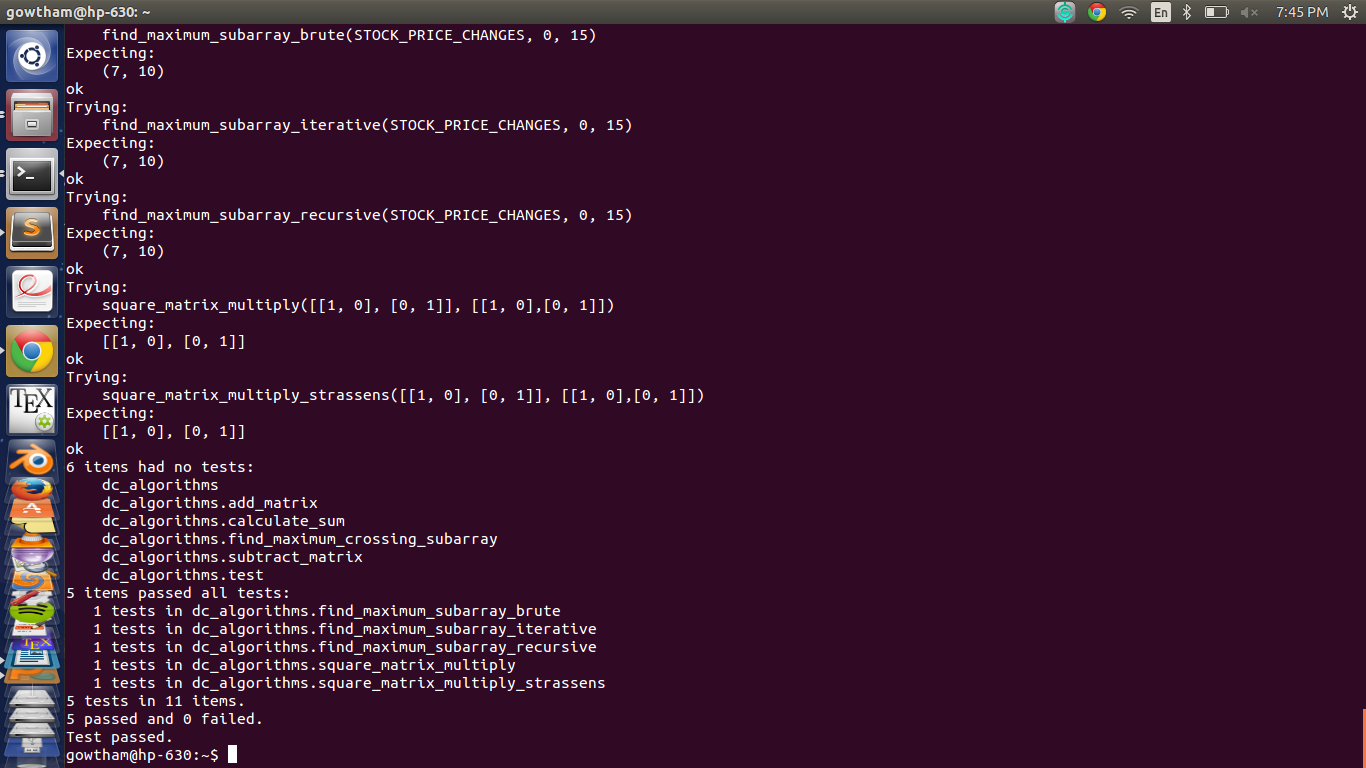 gowtham@hp-630: ~
En
7:45 PM
    find_maximum_subarray_brute(STOCK_PRICE_CHANGES, 0, 15)
Expecting:
    (7, 10)
ok
Trying:
    find_maximum_subarray_iterative(STOCK_PRICE_CHANGES, 0, 15)
Expecting:
    (7, 10)
ok
Trying:
    find_maximum_subarray_recursive(STOCK_PRICE_CHANGES, 0, 15)
Expecting:
    (7, 10)
ok
Trying:
    square_matrix_multiply([[1, 0], [0, 1]], [[1, 0],[0, 1]])
Expecting:
    [[1, 0], [0, 1]]
ok
Trying:
    square_matrix_multiply_strassens([[1, 0], [0, 1]], [[1, 0],[0, 1]])
Expecting:
    [[1, 0], [0, 1]]
ok
6 items had no tests:
    dc_algorithms
    dc_algorithms.add_matrix
    dc_algorithms.calculate_sum
    dc_algorithms.find_maximum_crossing_subarray
    dc_algorithms.subtract_matrix
    dc_algorithms.test
5 items passed all tests:
   1 tests in dc_algorithms.find_maximum_subarray_brute
   1 tests in dc_algorithms.find_maximum_subarray_iterative
   1 tests in dc_algorithms.find_maximum_subarray_recursive
   1 tests in dc_algorithms.square_matrix_multiply
   1 tests in dc_algorithms.square_matrix_multiply_strassens
5 tests in 11 items.
5 passed and 0 failed.
Test passed.
gowtham@hp-630:~$
>_
S
TEX
A
TEX